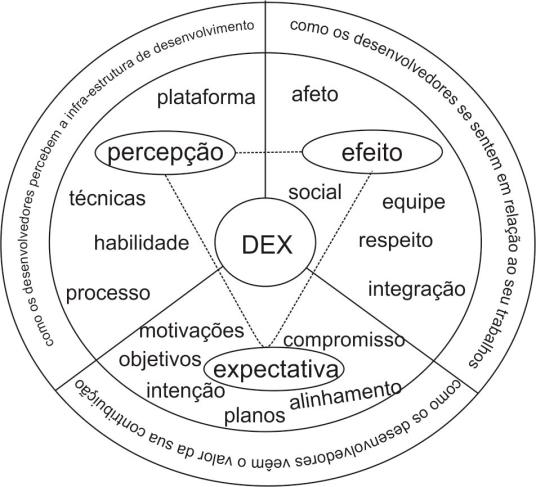 como os desenvolvedores percebem a infra-estrutura de desenvolvimento
como os desenvolvedores se sentem em relação ao seu trabalhos
plataforma
afeto
percepção
efeito
técnicas
social
equipe
habilidade
DEX
respeito
processo
integração
motivações
compromisso
objetivos
expectativa
intenção
alinhamento
planos
como os desenvolvedores veêm o valor da sua contribuição